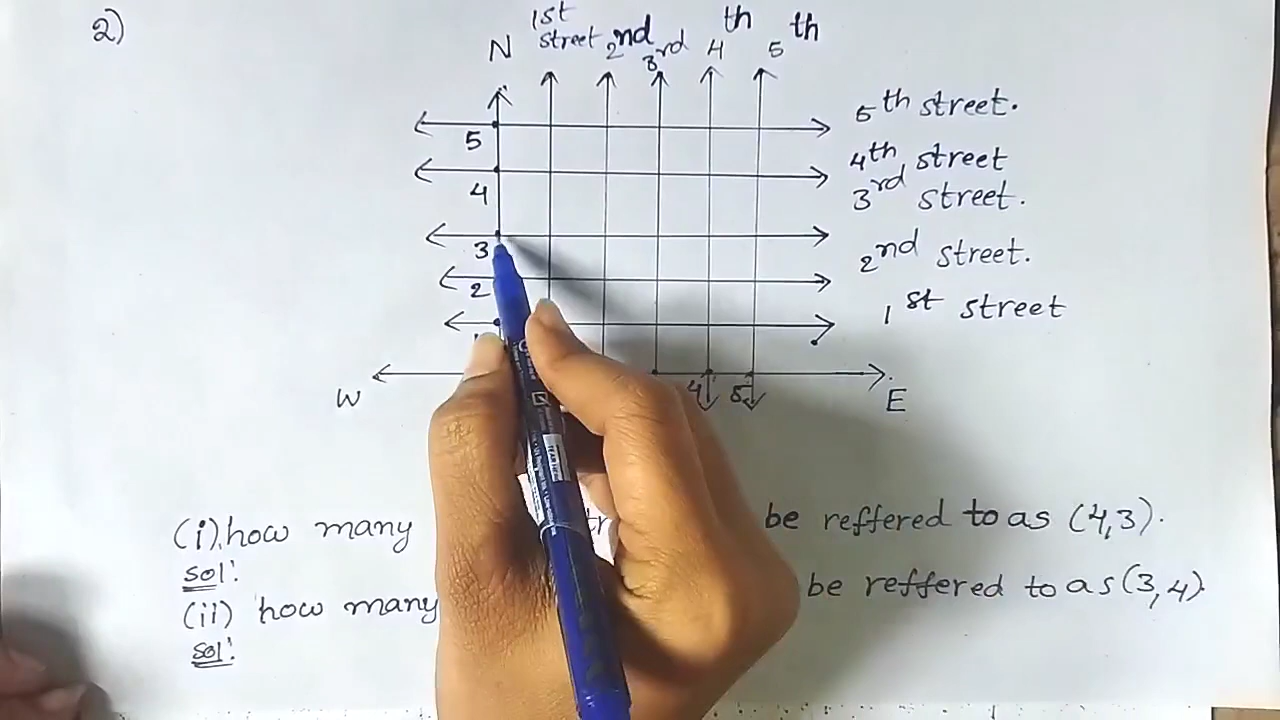 2)
N 1st street 2nd 3rd 4th 5th
5 5th street.
4 4th street
3 3rd street.
2 2nd street.
1st street
W 4 5 E
(i) how many be reffered to as (4,3).
sol:
(ii) how many be reffered to as (3,4).
sol: